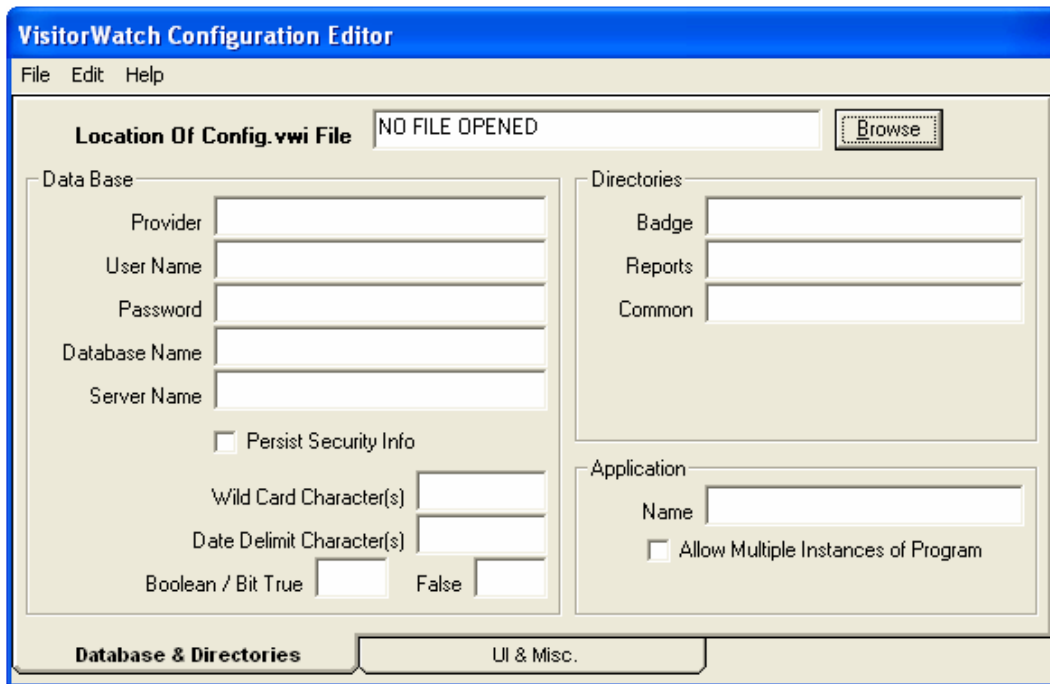 VisitorWatch Configuration Editor
File Edit Help
Location Of Config.vwi File NO FILE OPENED Browse
Data Base
Provider
User Name
Password
Database Name
Server Name
Persist Security Info
Wild Card Character(s)
Date Delimit Character(s)
Boolean / Bit True False
Directories
Badge
Reports
Common
Application
Name
Allow Multiple Instances of Program
Database & Directories UI & Misc.